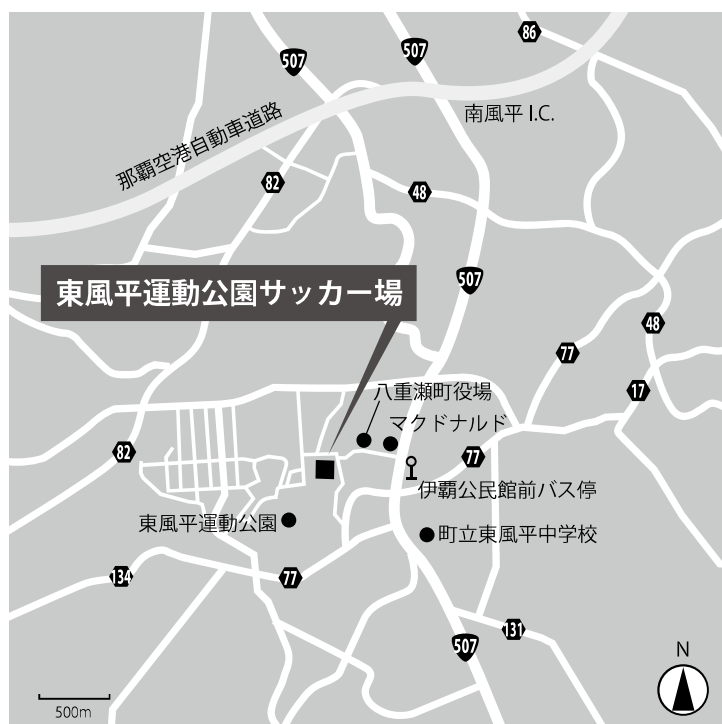 86
507
507
南風平 I.C.
那覇空港自動車道路
82
48
507
東風平運動公園サッカー場
48
77
17
八重瀬町役場
マクドナルド
82
77
伊覇公民館前バス停
東風平運動公園
町立東風平中学校
134
77
131
507
N
500m